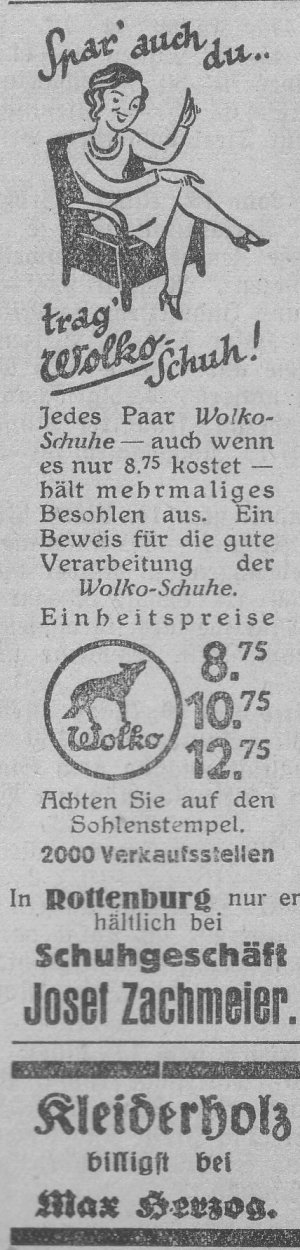 Spar' auch du..
trag'
Wolko-Schuh!
Jedes Paar Wolko-
Schuhe — auch wenn
es nur 8.75 kostet —
hält mehrmaliges
Besohlen aus. Ein
Beweis für die gute
Verarbeitung der
Wolko-Schuhe.
Einheitspreise
Wolko
8.75
10.75
12.75
Achten Sie auf den
Sohlenstempel.
2000 Verkaufsstellen
In Rottenburg nur er
hältlich bei
Schuhgeschäft
Josef Zachmeier.
Kleiderholz
billigst bei
Max Herzog.